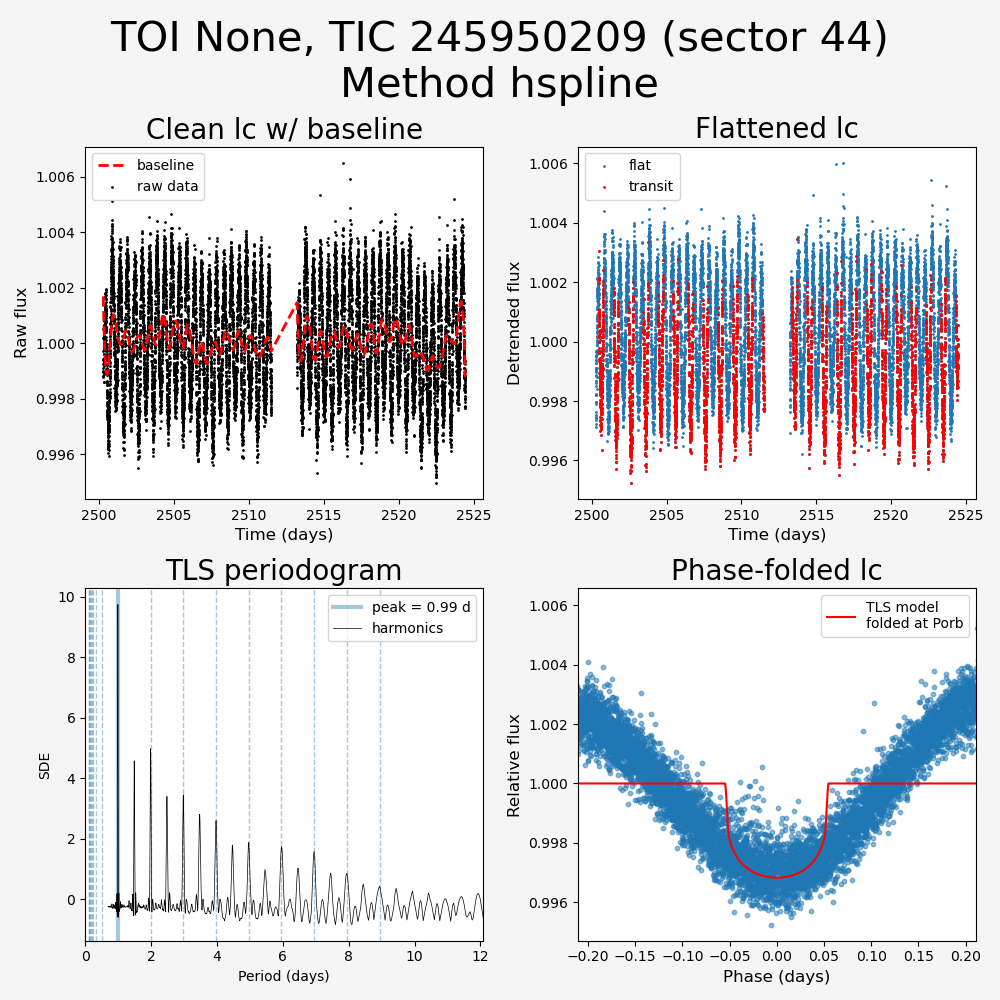 TOI None, TIC 245950209 (sector 44)
Method hspline
Clean lc w/ baseline
Flattened lc
baseline
raw data
flat
transit
1.006
1.004
1.002
1.000
0.998
0.996
Raw flux
2500
2505
2510
2515
2520
2525
Time (days)
1.006
1.004
1.002
1.000
0.998
0.996
Detrended flux
2500
2505
2510
2515
2520
2525
Time (days)
TLS periodogram
Phase-folded lc
peak = 0.99 d
harmonics
TLS model
folded at Porb
10
8
6
4
2
0
SDE
0
2
4
6
8
10
12
Period (days)
1.006
1.004
1.002
1.000
0.998
0.996
Relative flux
−0.20
−0.15
−0.10
−0.05
0.00
0.05
0.10
0.15
0.20
Phase (days)